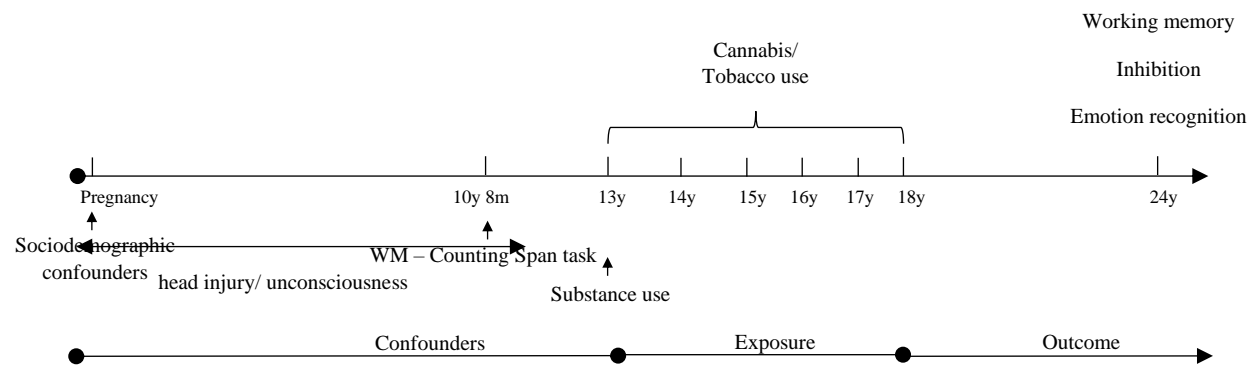 Working memory
Cannabis/
Tobacco use
Inhibition
Emotion recognition
Pregnancy
10y 8m
13y
14y
15y
16y
17y
18y
24y
Sociodemographic
confounders
WM – Counting Span task
head injury/ unconsciousness
Substance use
Confounders
Exposure
Outcome